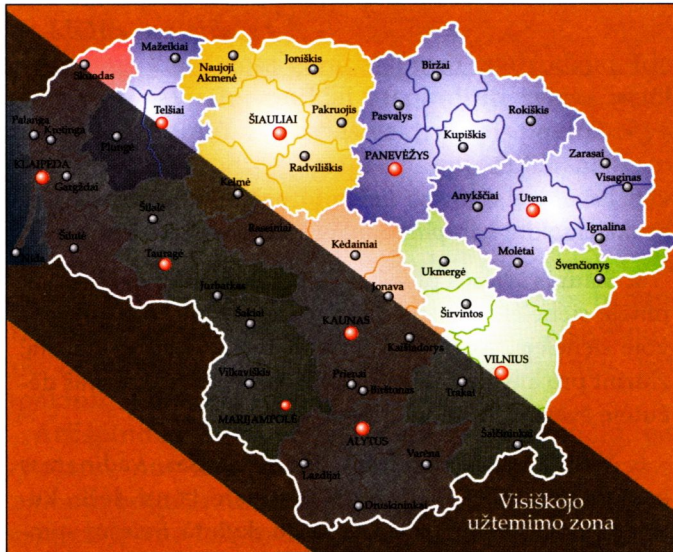 Mažeikiai
Skuodas
Naujoji
Akmenė
Joniškis
Biržai
Telšiai
Pasvalys
Rokiškis
Palanga
Kretinga
Plungė
ŠIAULIAI
Pakruojis
Kupiškis
Zarasai
KLAIPĖDA
Gargždai
Radviliškis
PANEVĖŽYS
Visaginas
Kelmė
Anykščiai
Utena
Šilalė
Ignalina
Šilutė
Raseiniai
Kėdainiai
Ukmergė
Molėtai
Švenčionys
Nida
Tauragė
Jurbarkas
Jonava
Širvintos
Šakiai
KAUNAS
Kaišiadorys
VILNIUS
Vilkaviškis
Prienai
Birštonas
Trakai
MARIJAMPOLĖ
ALYTUS
Šalčininkai
Lazdijai
Varėna
Druskininkai
Visiškojo
užtemimo zona